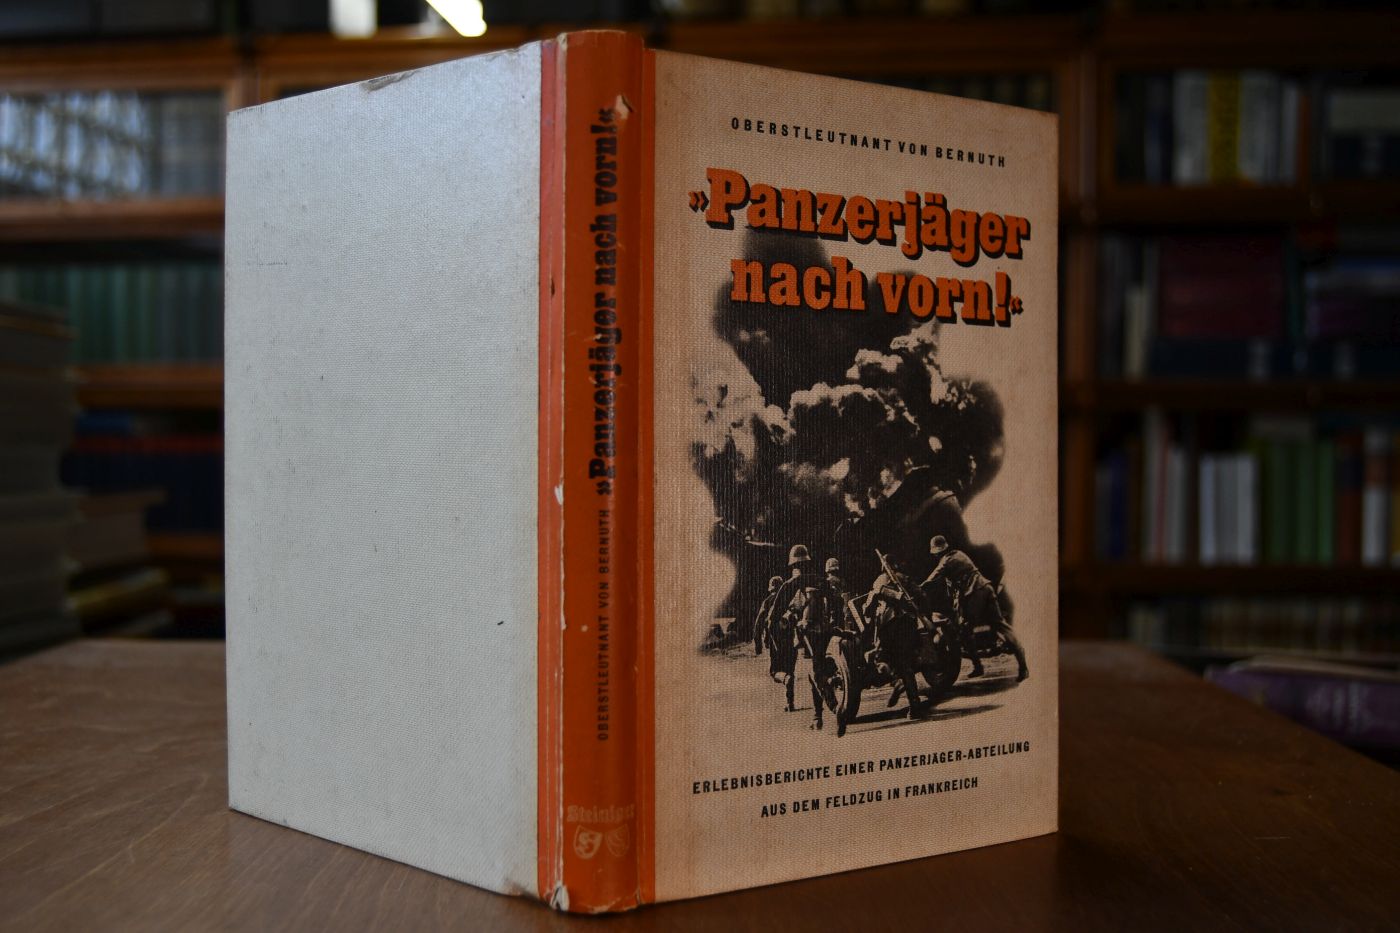 OBERSTLEUTNANT VON BERNUTH
»Panzerjäger
nach vorn!«
ERLEBNISBERICHTE EINER PANZERJÄGER-ABTEILUNG
AUS DEM FELDZUG IN FRANKREICH
OBERSTLEUTNANT VON BERNUTH »Panzerjäger nach vorn!«
Steiniger